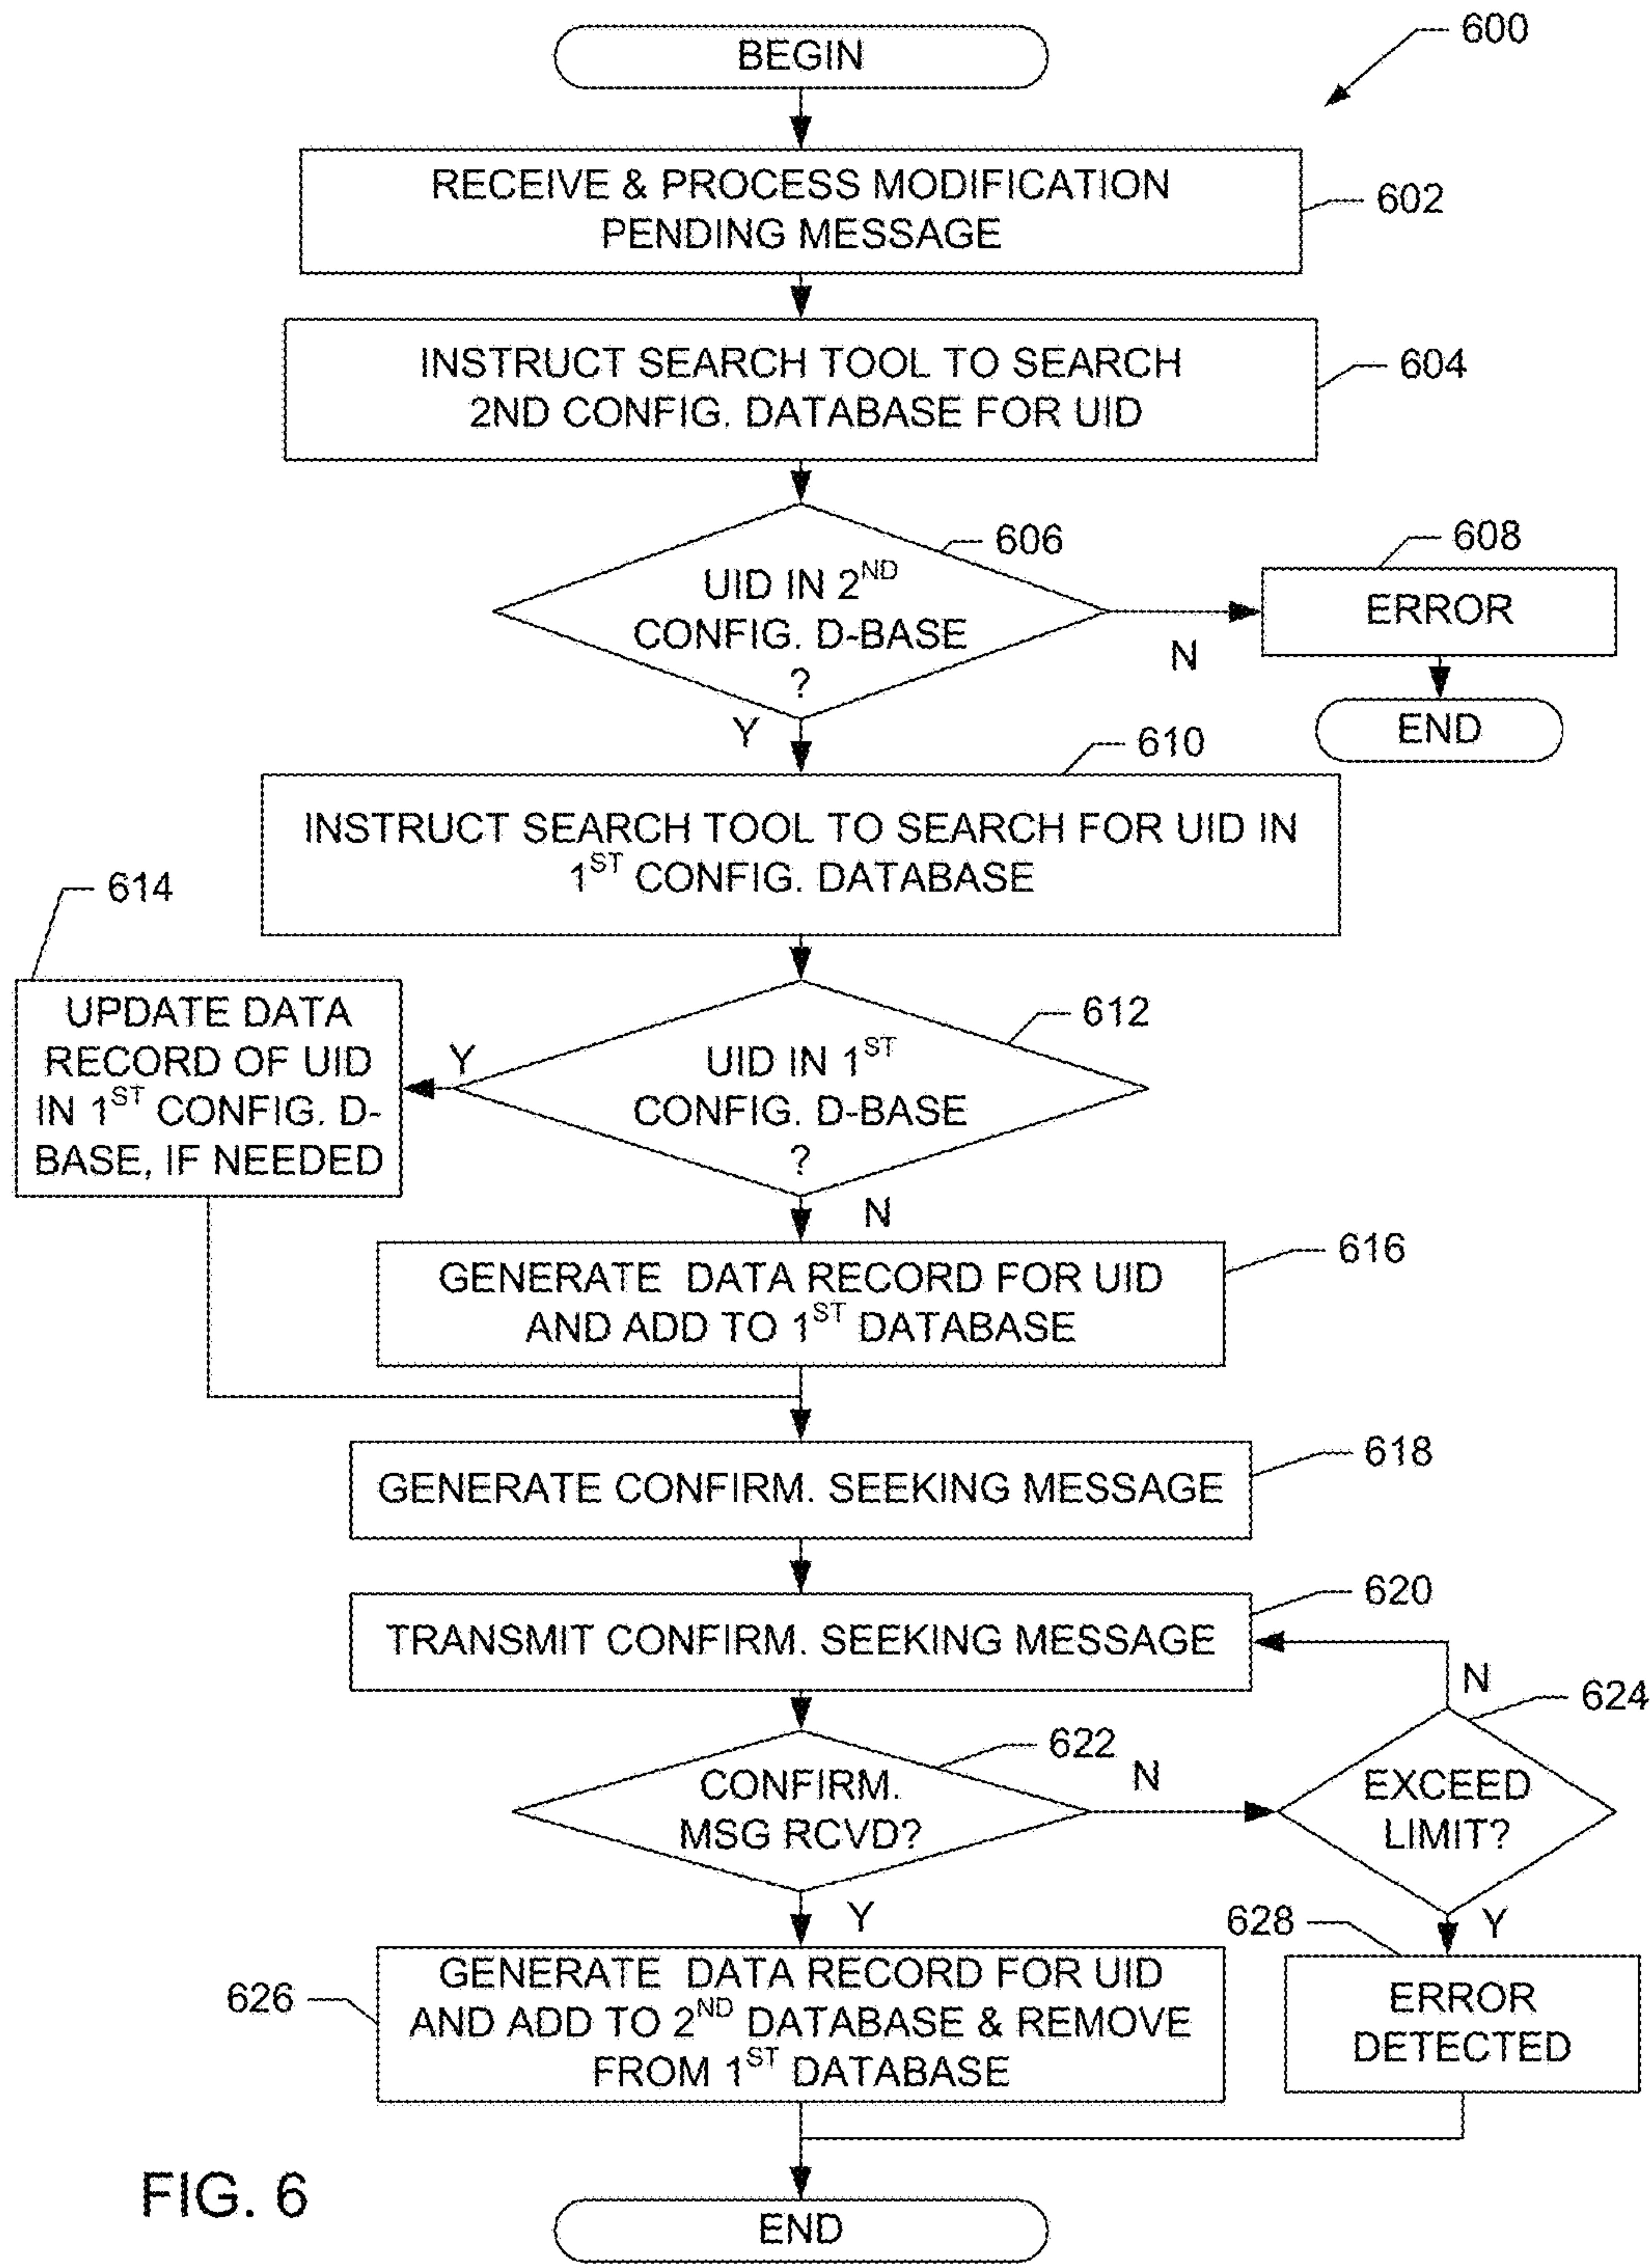 BEGIN
600
RECEIVE & PROCESS MODIFICATION
PENDING MESSAGE
602
INSTRUCT SEARCH TOOL TO SEARCH
2ND CONFIG. DATABASE FOR UID
604
UID IN 2ND
CONFIG. D-BASE
?
606
N
608
ERROR
END
Y
610
INSTRUCT SEARCH TOOL TO SEARCH FOR UID IN
1ST CONFIG. DATABASE
614
UPDATE DATA
RECORD OF UID
IN 1ST CONFIG. D-
BASE, IF NEEDED
Y
612
UID IN 1ST
CONFIG. D-BASE
?
N
616
GENERATE DATA RECORD FOR UID
AND ADD TO 1ST DATABASE
618
GENERATE CONFIRM. SEEKING MESSAGE
620
TRANSMIT CONFIRM. SEEKING MESSAGE
N
624
622
CONFIRM.
MSG RCVD?
N
EXCEED
LIMIT?
Y
628
Y
626
GENERATE DATA RECORD FOR UID
AND ADD TO 2ND DATABASE & REMOVE
FROM 1ST DATABASE
ERROR
DETECTED
FIG. 6
END